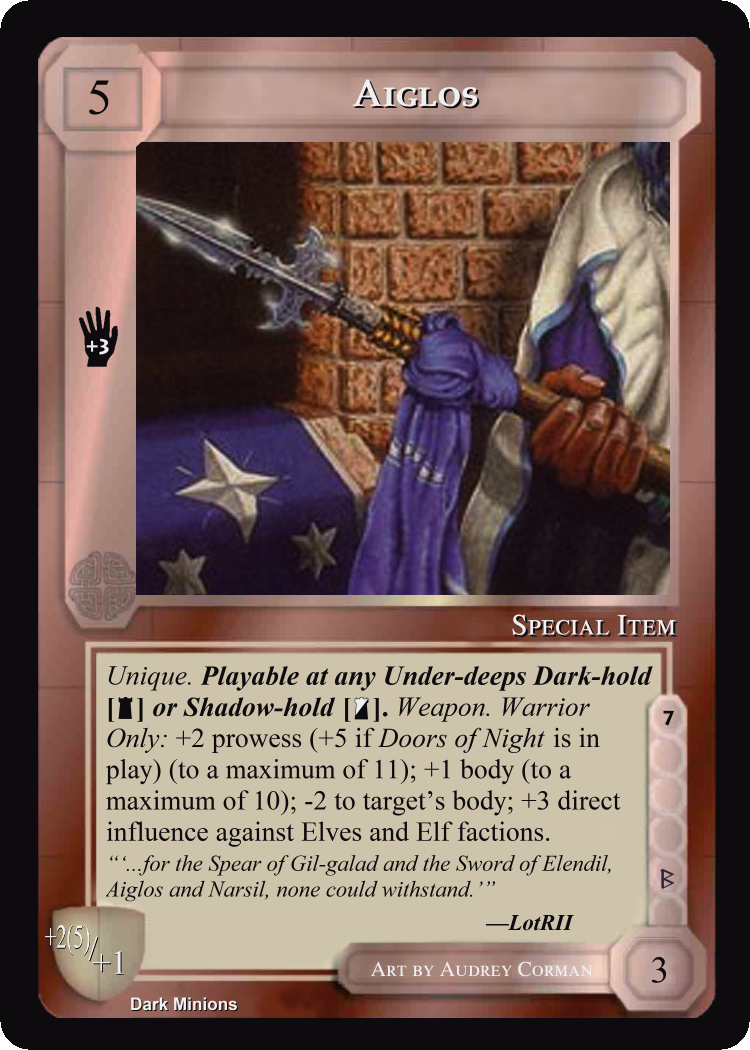 5
Aiglos
+3
Special Item
Unique. Playable at any Under-deeps Dark-hold
[] or Shadow-hold []. Weapon. Warrior
Only: +2 prowess (+5 if Doors of Night is in
play) (to a maximum of 11); +1 body (to a
maximum of 10); -2 to target's body; +3 direct
influence against Elves and Elf factions.
"'...for the Spear of Gil-galad and the Sword of Elendil,
Aiglos and Narsil, none could withstand.'"
—LotRII
7
ᛒ
+2(5)/+1
Art by Audrey Corman
3
Dark Minions